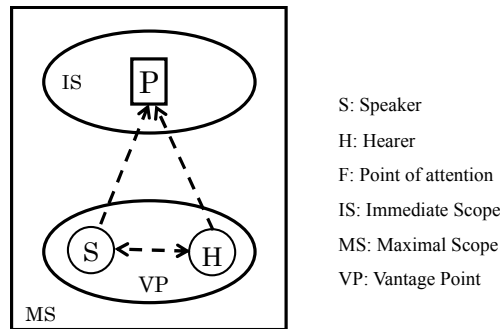 P
IS
S
H
VP
MS
S: Speaker
H: Hearer
F: Point of attention
IS: Immediate Scope
MS: Maximal Scope
VP: Vantage Point